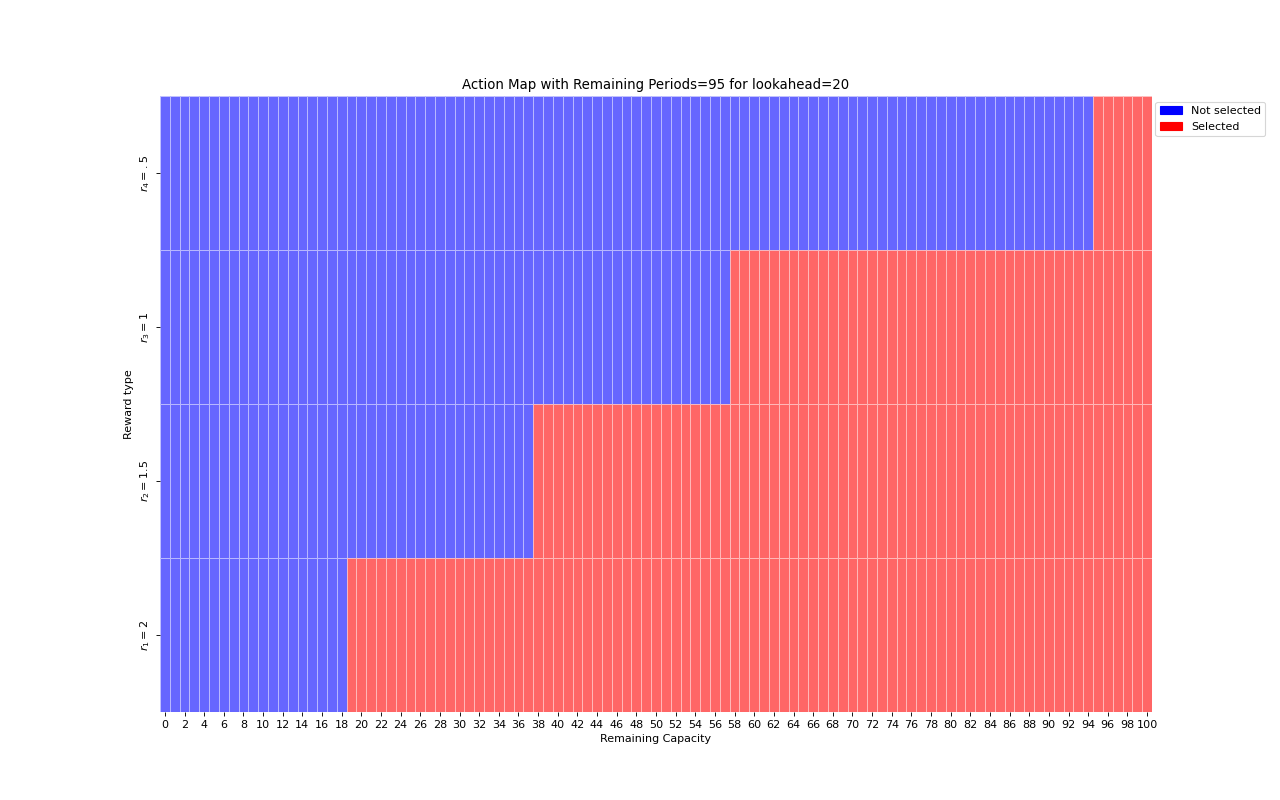 Action Map with Remaining Periods=95 for lookahead=20
Not selected
Selected
r₄ = .5
r₃ = 1
r₂ = 1.5
r₁ = 2
Reward type
0 2 4 6 8 10 12 14 16 18 20 22 24 26 28 30 32 34 36 38 40 42 44 46 48 50 52 54 56 58 60 62 64 66 68 70 72 74 76 78 80 82 84 86 88 90 92 94 96 98 100
Remaining Capacity